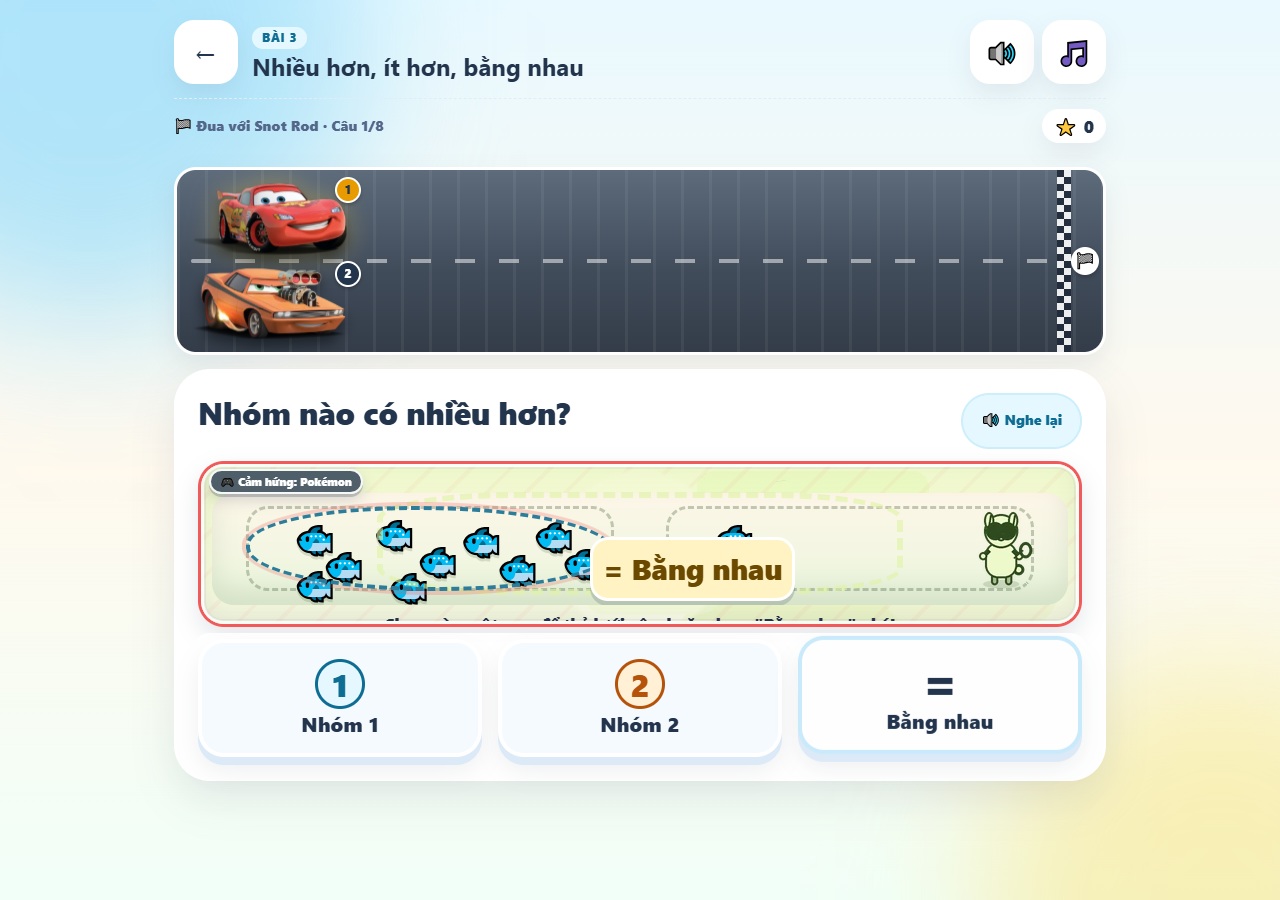 ←
BÀI 3
Nhiều hơn, ít hơn, bằng nhau
Đua với Snot Rod · Câu 1/8
0
1
2
Nhóm nào có nhiều hơn?
Nghe lại
Cảm hứng: Pokémon
= Bằng nhau
1
Nhóm 1
2
Nhóm 2
=
Bằng nhau